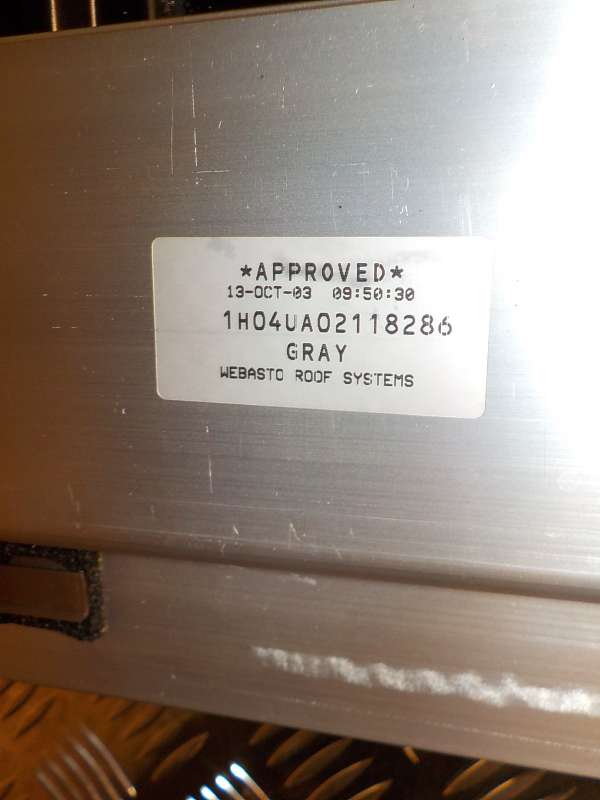 *APPROVED*
13-OCT-03 09:50:30
1H04UA02118286
GRAY
WEBASTO ROOF SYSTEMS